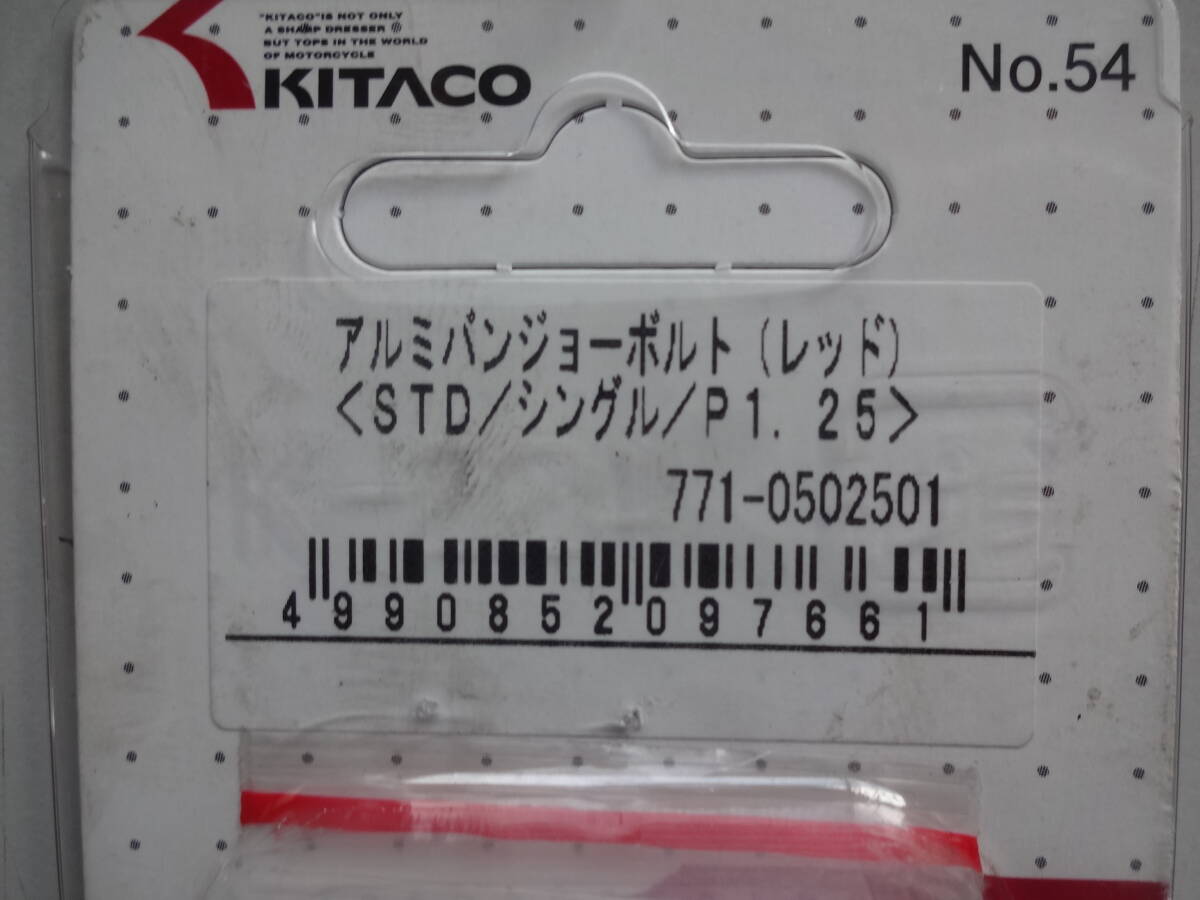 "KITACO"IS NOT ONLY
A SHARP DRESSER
BUT TOPS IN THE WORLD
OF MOTORCYCLE
KITACO
No.54
アルミバンジョーボルト(レッド)
<STD/シングル/P1.25>
771-0502501
4990852097661